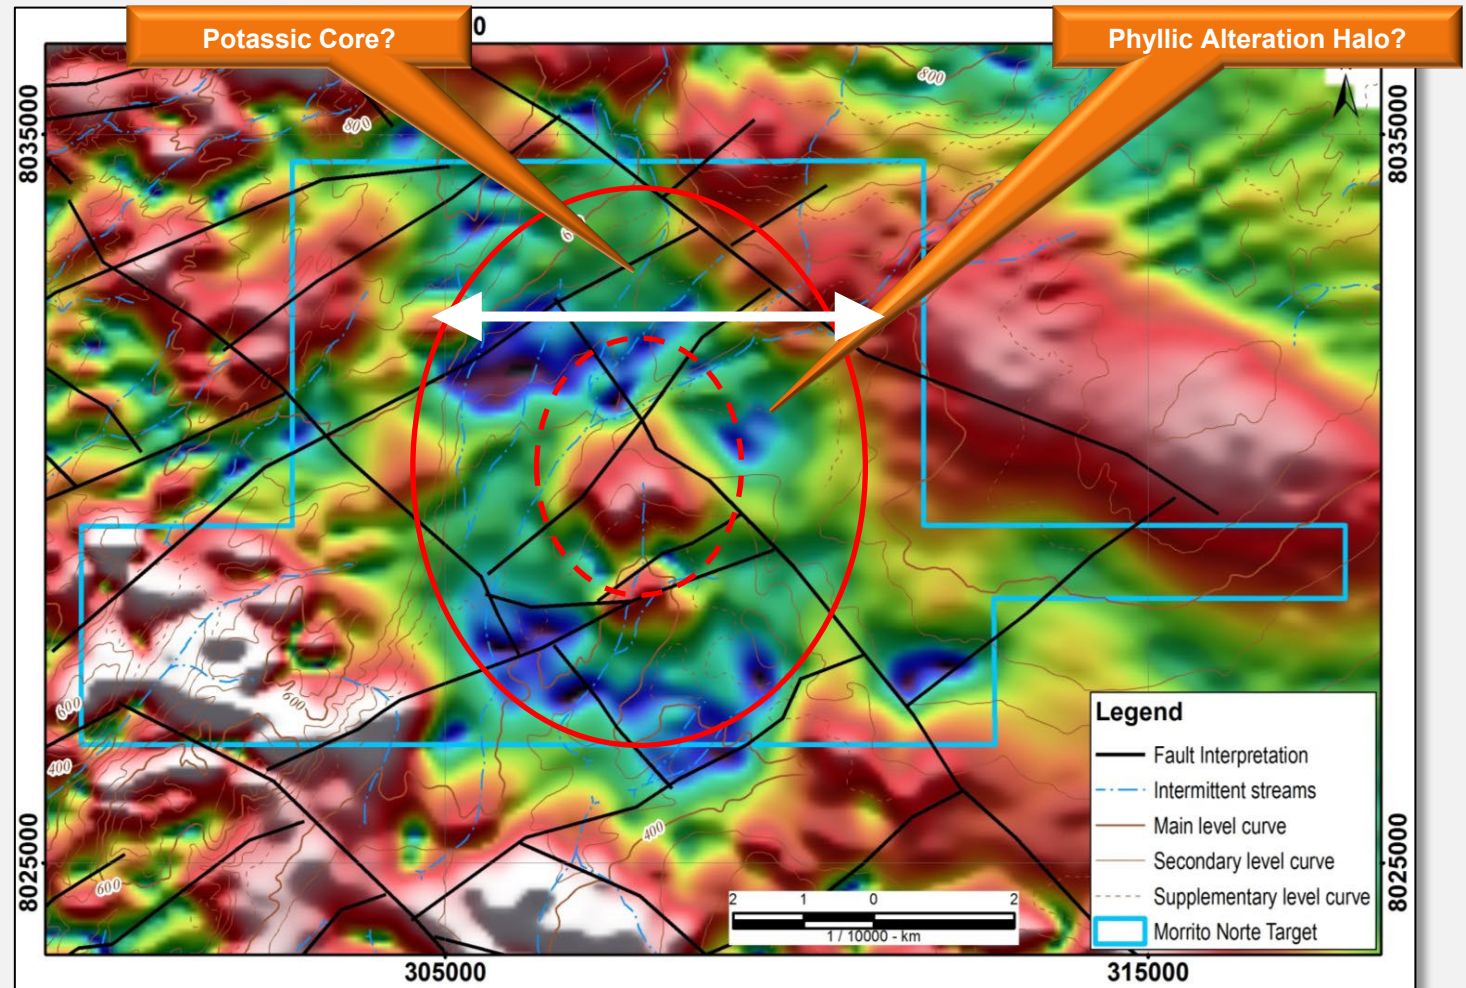 Potassic Core?
Phyllic Alteration Halo?
0
8035000
8035000
800
800
6
600
600
400
400
600
8025000
8025000
Legend
Fault Interpretation
Intermittent streams
Main level curve
Secondary level curve
Supplementary level curve
Morrito Norte Target
2 1 0 2
1 / 10000 - km
305000
315000